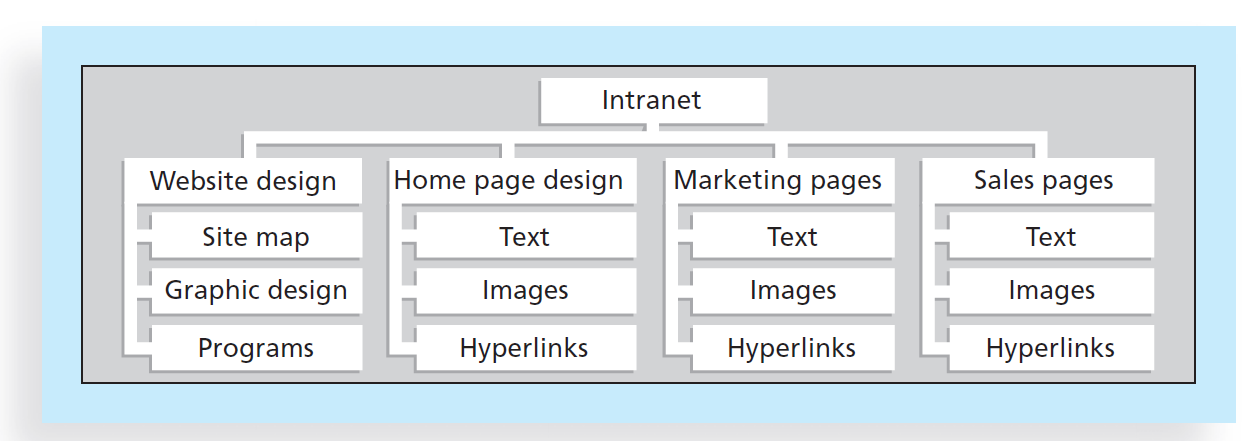 Intranet
Website design
Home page design
Marketing pages
Sales pages
Site map
Text
Text
Text
Graphic design
Images
Images
Images
Programs
Hyperlinks
Hyperlinks
Hyperlinks